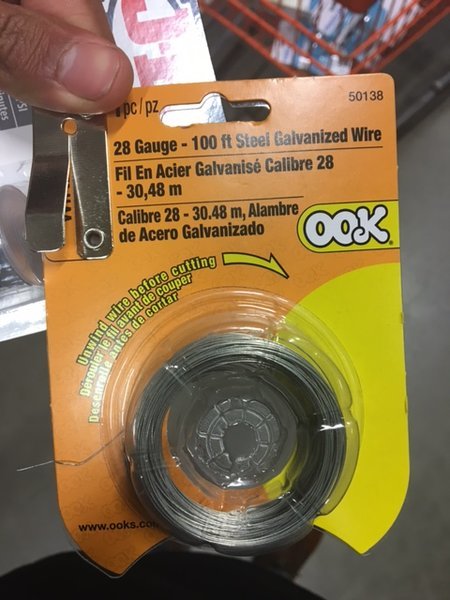 pc/pz
50138
28 Gauge - 100 ft Steel Galvanized Wire
Fil En Acier Galvanisé Calibre 28
- 30,48 m
Calibre 28 - 30.48 m, Alambre
de Acero Galvanizado
OOK
Unwind wire before cutting
Dérouler le fil avant de couper
Desenrolle antes de cortar
www.ooks.co